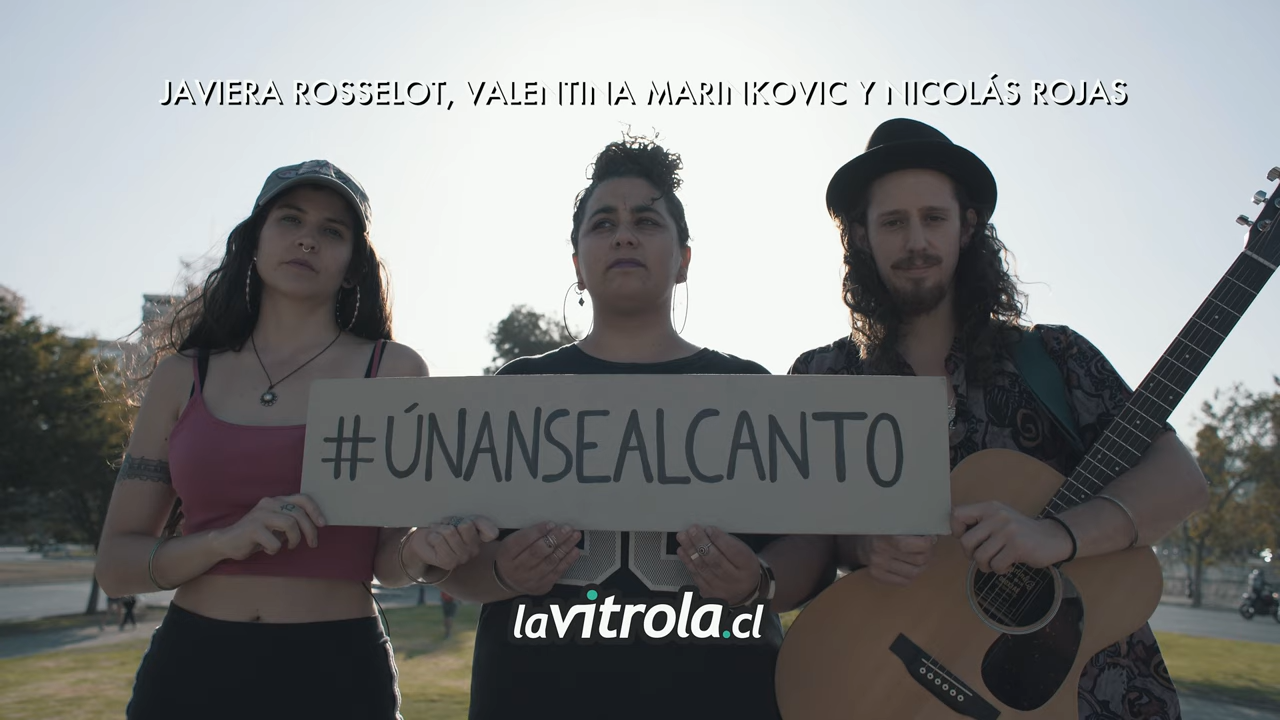 JAVIERA ROSSELOT, VALENTINA MARINKOVIC Y NICOLÁS ROJAS
#ÚNANSEALCANTO
lavitrola.cl